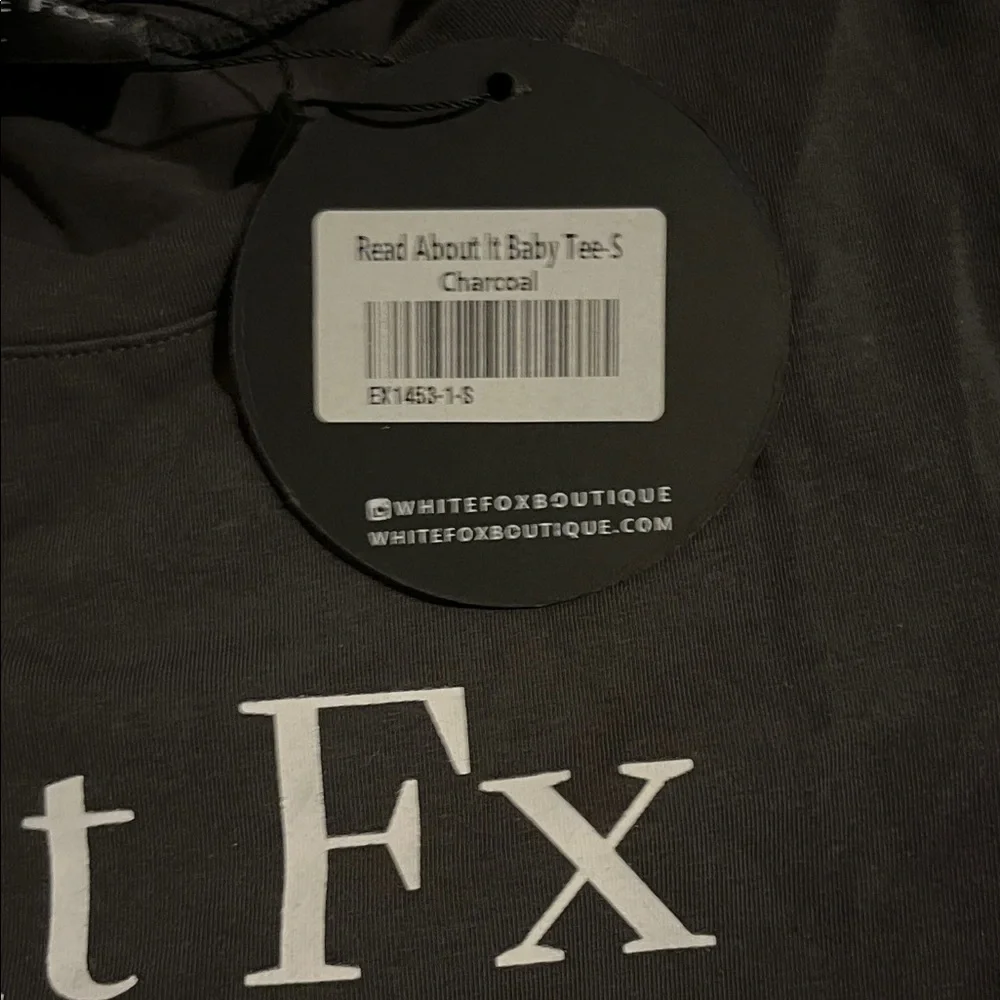 Read About It Baby Tee-S
Charcoal
EX1453-1-S
WHITEFOXBOUTIQUE
WHITEFOXBOUTIQUE.COM
t Fx